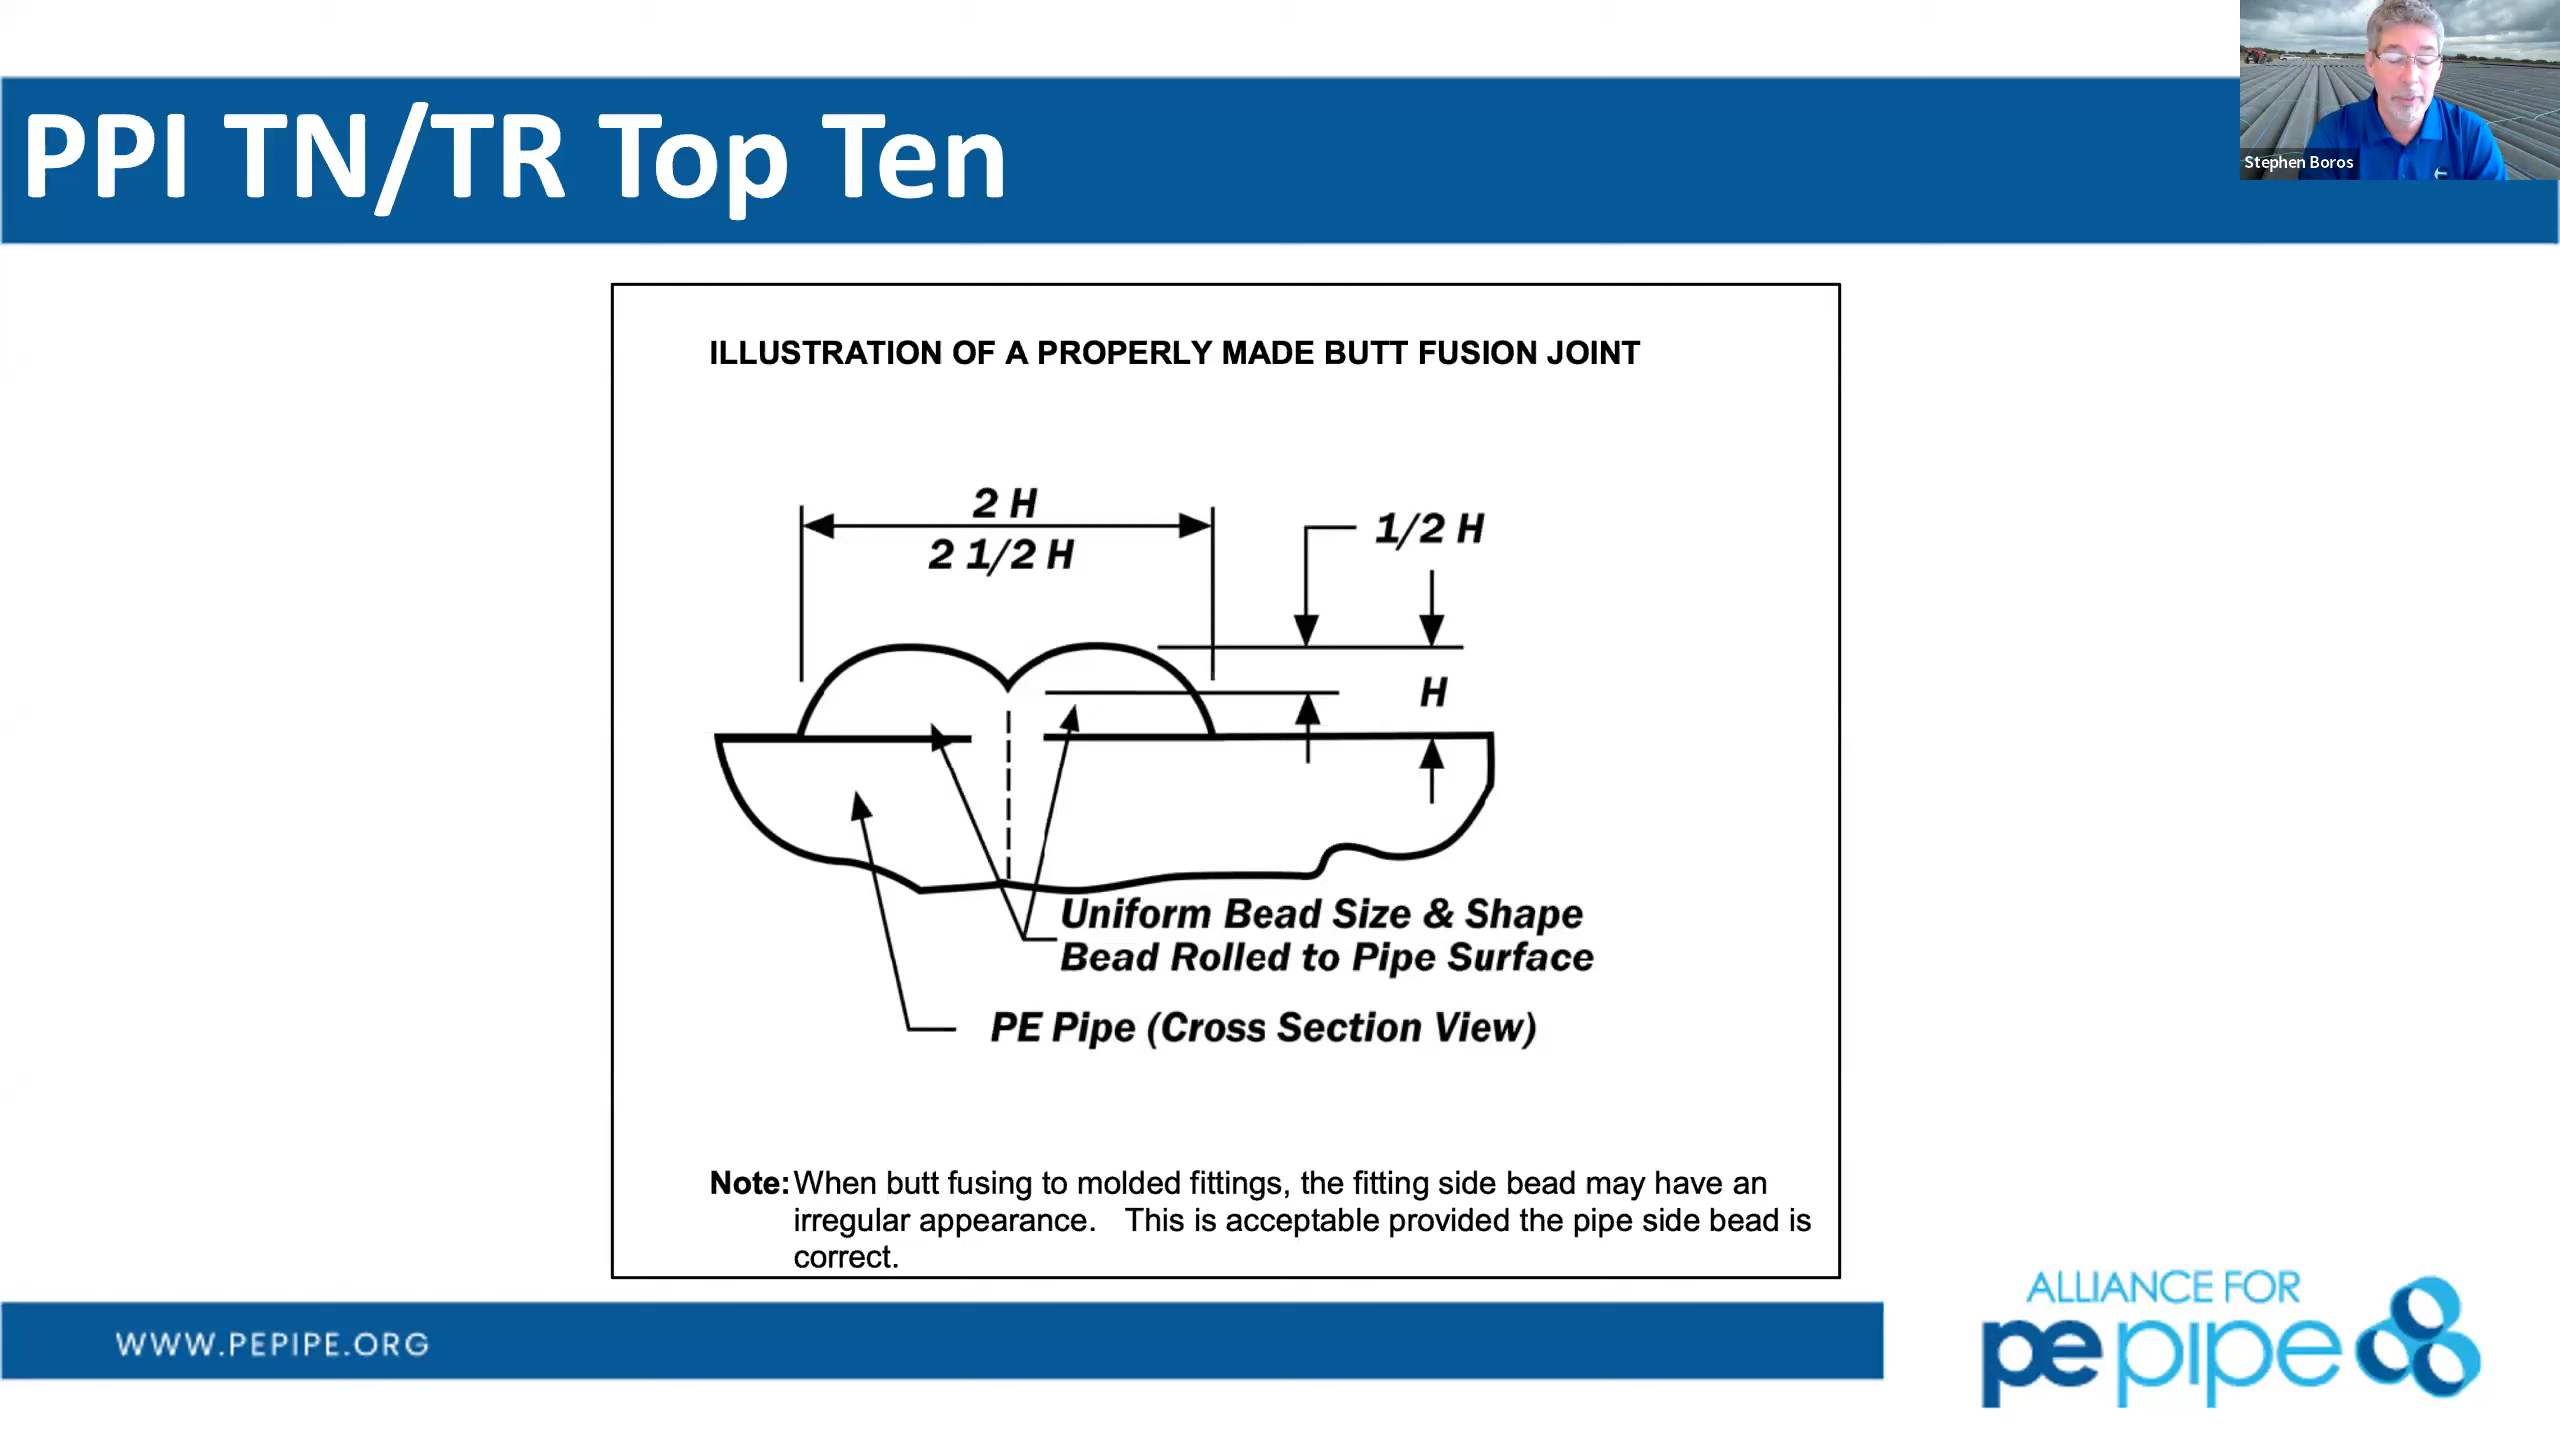 PPI TN/TR Top Ten
Stephen Boros
ILLUSTRATION OF A PROPERLY MADE BUTT FUSION JOINT
2 H
2 1/2 H
1/2 H
H
Uniform Bead Size & Shape
Bead Rolled to Pipe Surface
PE Pipe (Cross Section View)
Note: When butt fusing to molded fittings, the fitting side bead may have an
irregular appearance. This is acceptable provided the pipe side bead is
correct.
WWW.PEPIPE.ORG
ALLIANCE FOR
pepipe